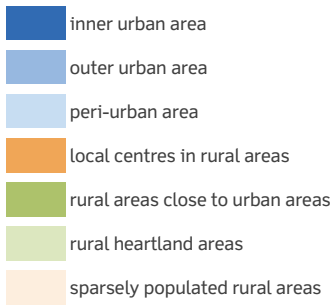 inner urban area
outer urban area
peri-urban area
local centres in rural areas
rural areas close to urban areas
rural heartland areas
sparsely populated rural areas